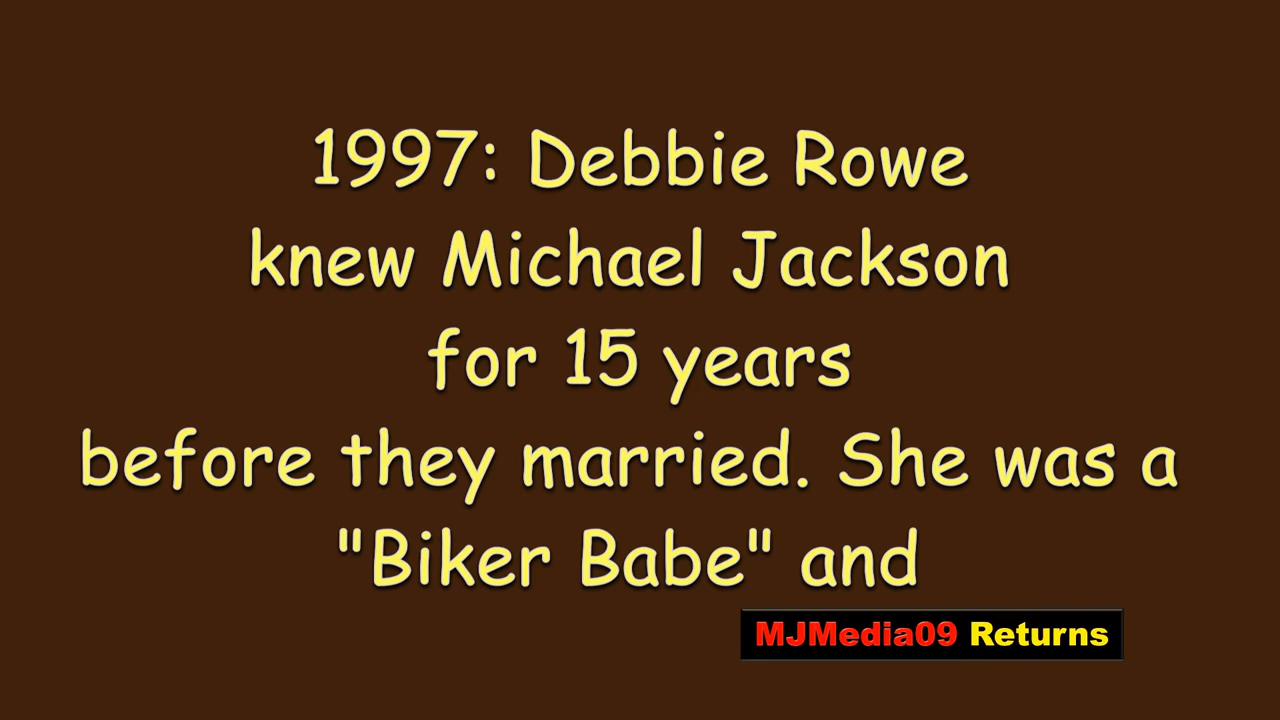 1997: Debbie Rowe
knew Michael Jackson
for 15 years
before they married. She was a
"Biker Babe" and
MJMedia09 Returns